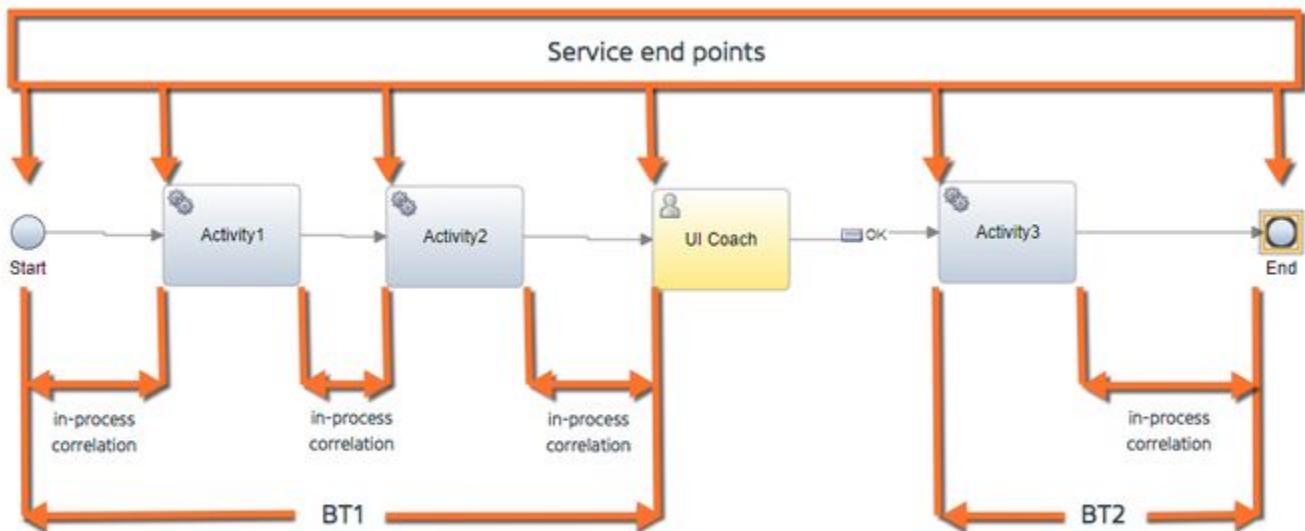 Service end points
Activity1
Activity2
UI Coach
OK
Activity3
Start
End
in-process
correlation
in-process
correlation
in-process
correlation
in-process
correlation
BT1
BT2